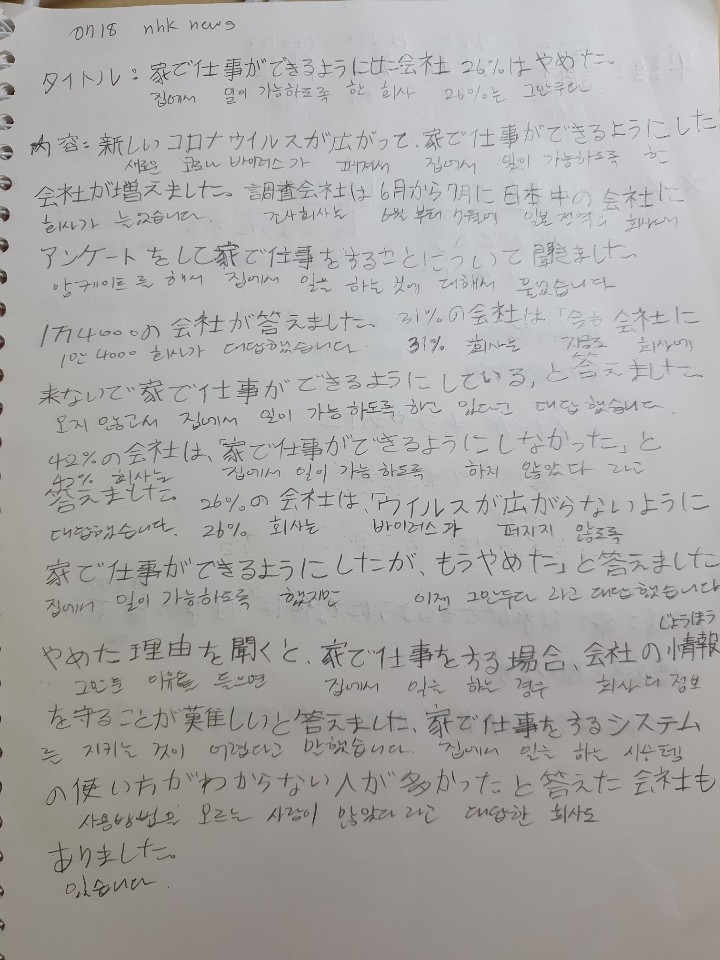 0718 nhk news
タイトル: 家で仕事ができるようにした会社 26%はやめた。
집에서 일이 가능하도록 한 회사 26%는 그만두다
内容: 新しいコロナウイルスが広がって、家で仕事ができるようにした
새로운 코로나 바이러스가 퍼져서 집에서 일이 가능하도록 한
会社が増えました。調査会社は6月から7月に日本中の会社に
회사가 늘었습니다. 조사회사는 6월부터 7월에 일본 전역의 회사에
アンケートをして家で仕事をすることについて聞きました
앙케이트를 해서 집에서 일을 하는 것에 대해서 물었습니다
1万4000の会社が答えました。31%の会社は「今も会社に
1만 4000 회사가 대답했습니다. 31% 회사는 지금도 회사에
来ないで家で仕事ができるようにしている」と答えました。
오지 않고서 집에서 일이 가능하도록 하고 있다고 대답했습니다.
42%の会社は、家で仕事ができるようにしなかった」と
42% 회사는 집에서 일이 가능하도록 하지 않았다 라고
答えました。26%の会社は、「ウイルスが広がらないように
대답했습니다. 26% 회사는 바이러스가 퍼지지 않도록
家で仕事ができるようにしたが、もうやめた」と答えました
집에서 일이 가능하도록 했지만 이젠 그만두다 라고 대답했습니다
じょうほう
やめた理由を聞くと、家で仕事をする場合、会社の情報
그만둔 이유를 들으면 집에서 일을 하는 경우 회사의 정보
を守ることが難しいと答えました、家で仕事をするシステム
를 지키는 것이 어렵다고 말했습니다. 집에서 일을 하는 시스템
の使い方がわからない人が多かったと答えた会社も
사용방법을 모르는 사람이 많았다 라고 대답한 회사도
ありました。
있습니다.